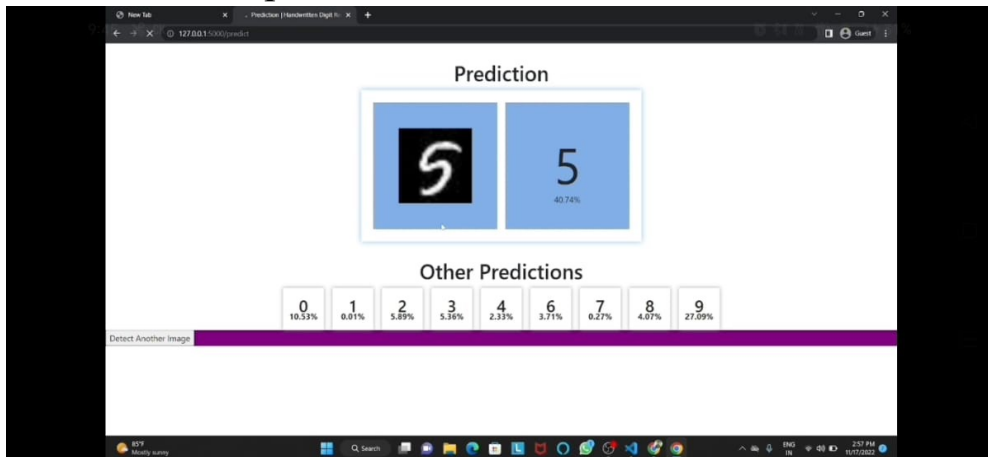 New Tab
Prediction | Handwritten Digit Re
127.0.0.1:5000/predict
Guest
Prediction
5
5
40.74%
Other Predictions
0 1 2 3 4 6 7 8 9
10.53% 0.01% 5.89% 5.36% 2.33% 3.71% 0.27% 4.07% 27.09%
Detect Another Image
85°F
Mostly sunny
Search
ENG
IN
2:57 PM
11/17/2022